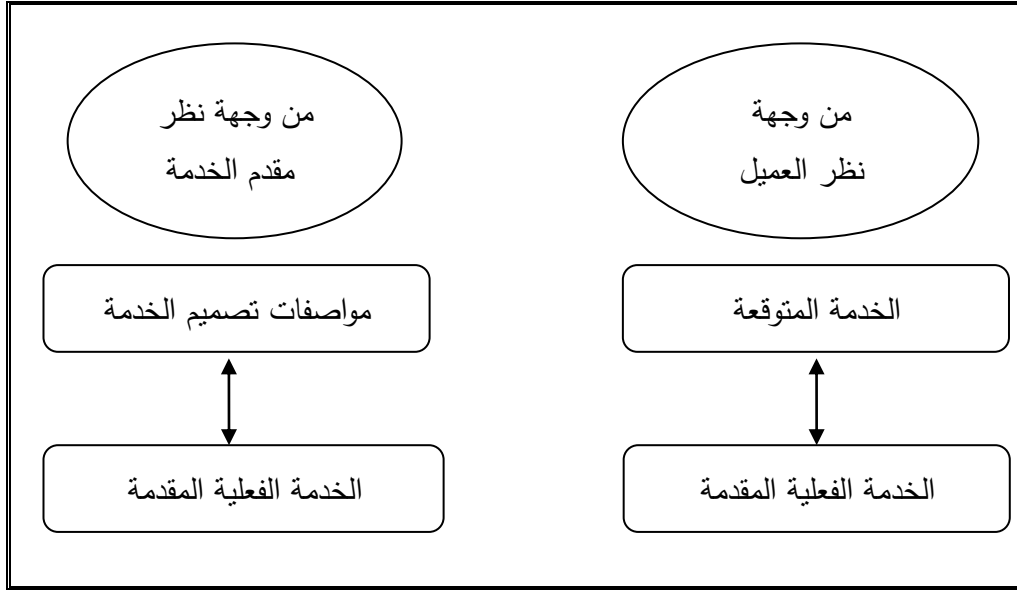 من وجهة
نظر العميل
من وجهة نظر
مقدم الخدمة
الخدمة المتوقعة
مواصفات تصميم الخدمة
الخدمة الفعلية المقدمة
الخدمة الفعلية المقدمة